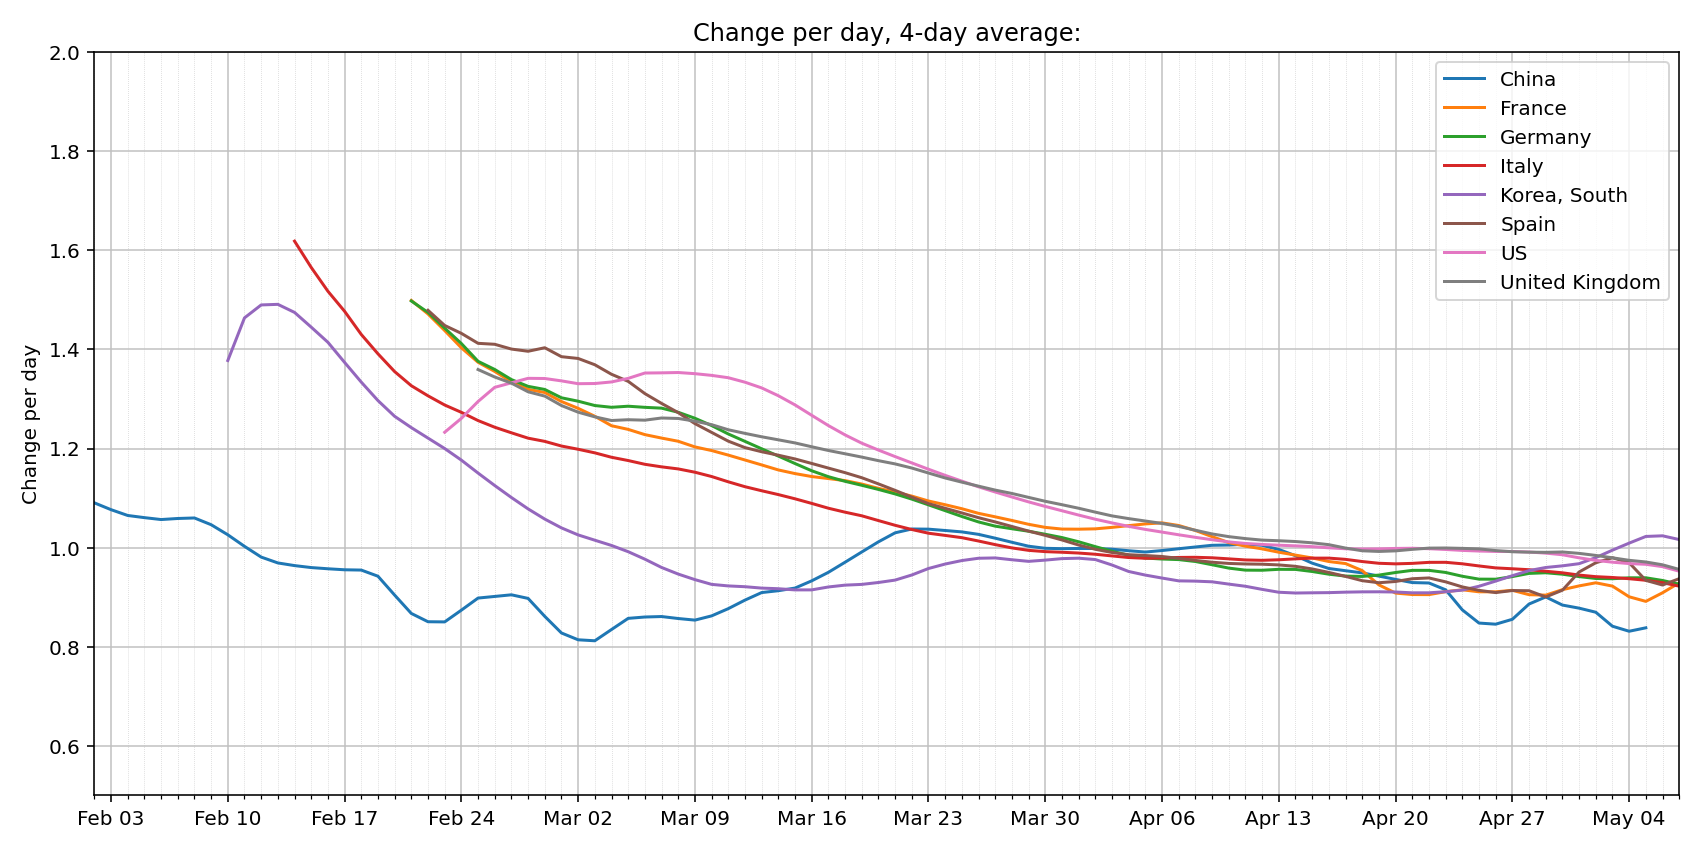 Change per day, 4-day average:
2.0
1.8
1.6
1.4
1.2
1.0
0.8
0.6
Change per day
China
France
Germany
Italy
Korea, South
Spain
US
United Kingdom
Feb 03 Feb 10 Feb 17 Feb 24 Mar 02 Mar 09 Mar 16 Mar 23 Mar 30 Apr 06 Apr 13 Apr 20 Apr 27 May 04